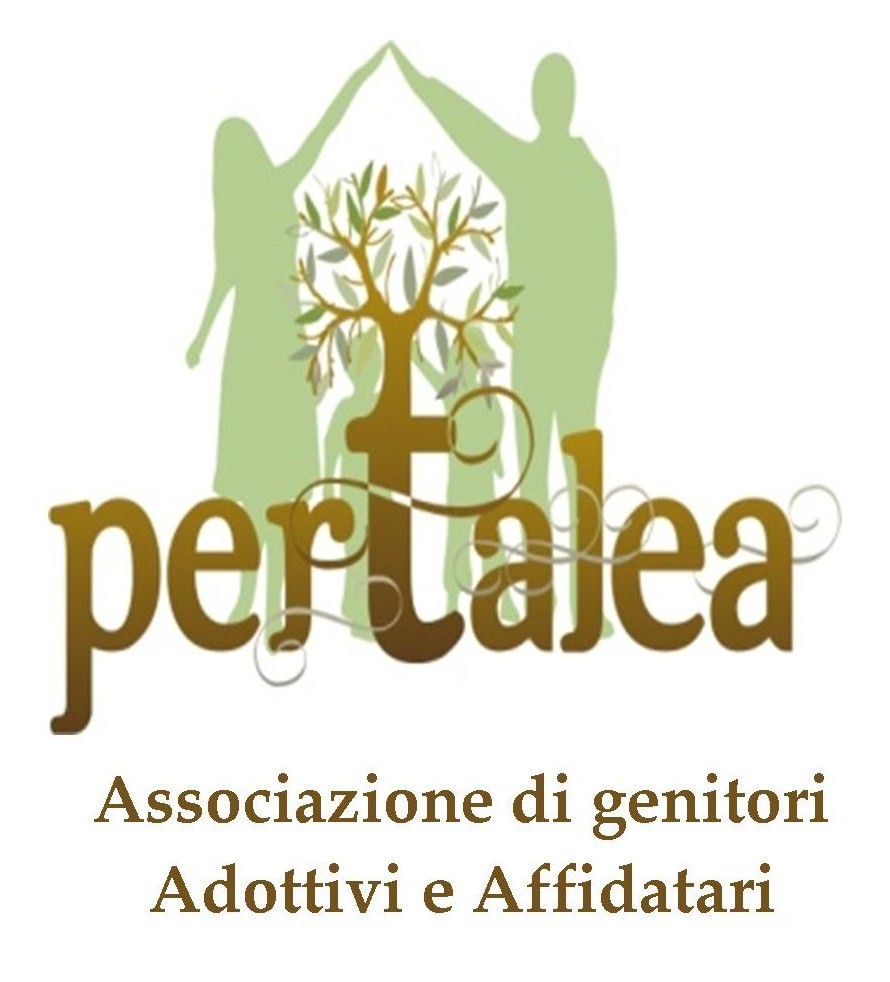 pertalea
Associazione di genitori
Adottivi e Affidatari